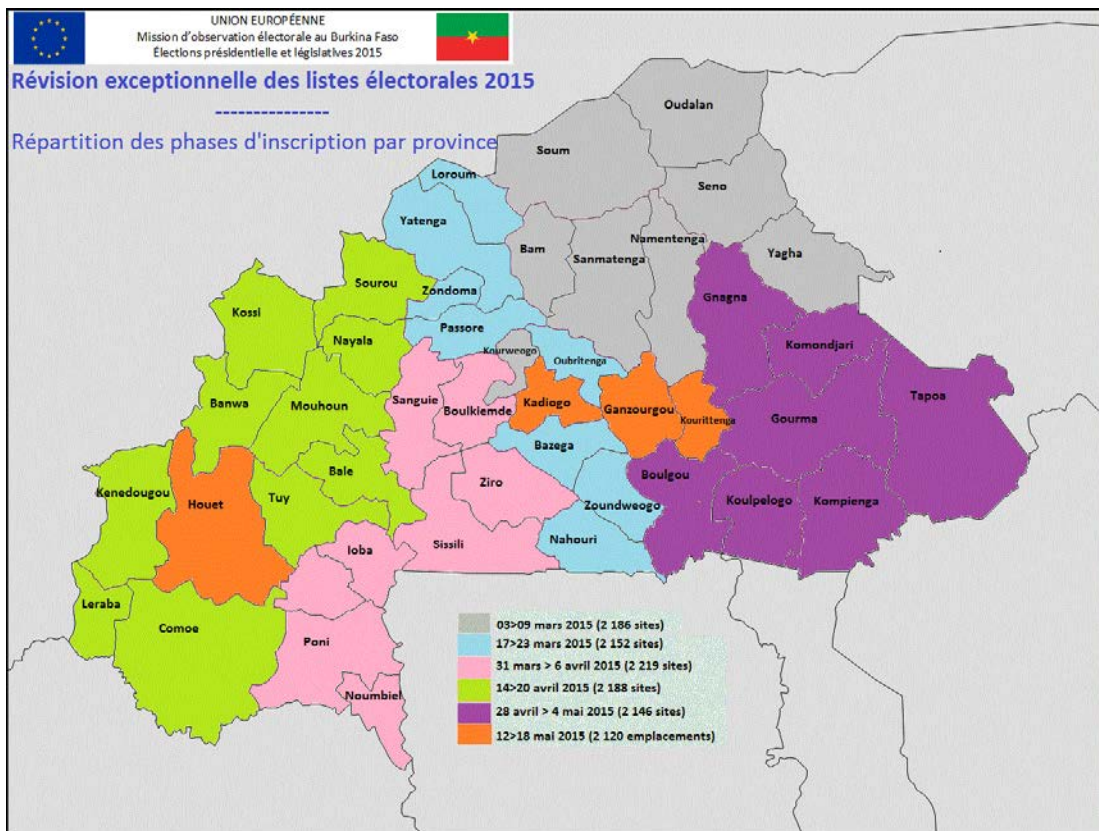 UNION EUROPÉENNE
Mission d'observation électorale au Burkina Faso
Élections présidentielle et législatives 2015
Révision exceptionnelle des listes électorales 2015
---------------
Répartition des phases d'inscription par province
Oudalan
Soum
Loroum
Seno
Yatenga
Bam
Namentenga
Sanmatenga
Yagha
Sourou
Zondoma
Gnagna
Kossi
Passore
Nayala
Komondjari
Kourweogo
Oubritenga
Banwa
Mouhoun
Sanguie
Boulkiemde
Kadiogo
Ganzourgou
Kourittenga
Gourma
Tapoa
Bazega
Bale
Boulgou
Kenedougou
Houet
Tuy
Ziro
Zoundweogo
Koulpelogo
Kompienga
Ioba
Sissili
Nahouri
Leraba
Comoe
Poni
Noumbiel
03>09 mars 2015 (2 186 sites)
17>23 mars 2015 (2 152 sites)
31 mars > 6 avril 2015 (2 219 sites)
14>20 avril 2015 (2 188 sites)
28 avril > 4 mai 2015 (2 146 sites)
12>18 mai 2015 (2 120 emplacements)